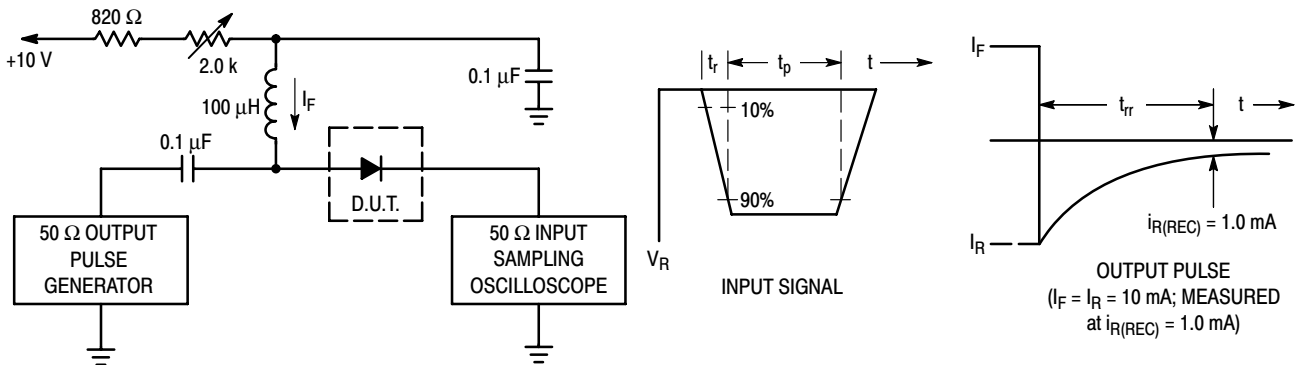 820 Ω
+10 V
2.0 k
100 μH
I_F
0.1 μF
0.1 μF
D.U.T.
50 Ω OUTPUT
PULSE
GENERATOR
50 Ω INPUT
SAMPLING
OSCILLOSCOPE
t_r
t_p
t
10%
90%
V_R
INPUT SIGNAL
I_F
t_rr
t
I_R
i_R(REC) = 1.0 mA
OUTPUT PULSE
(I_F = I_R = 10 mA; MEASURED
at i_R(REC) = 1.0 mA)